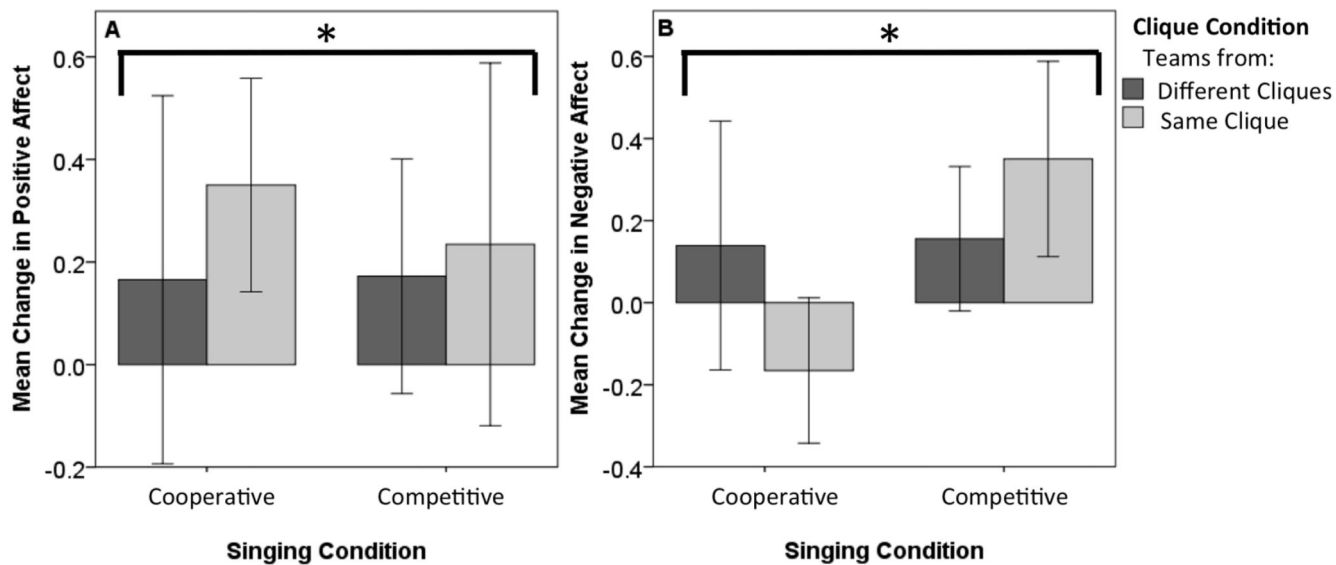 A
*
Mean Change in Positive Affect
0.6
0.4
0.2
0.0
-0.2
Cooperative
Competitive
Singing Condition
B
*
Mean Change in Negative Affect
0.6
0.4
0.2
0.0
-0.2
-0.4
Cooperative
Competitive
Singing Condition
Clique Condition
Teams from:
Different Cliques
Same Clique